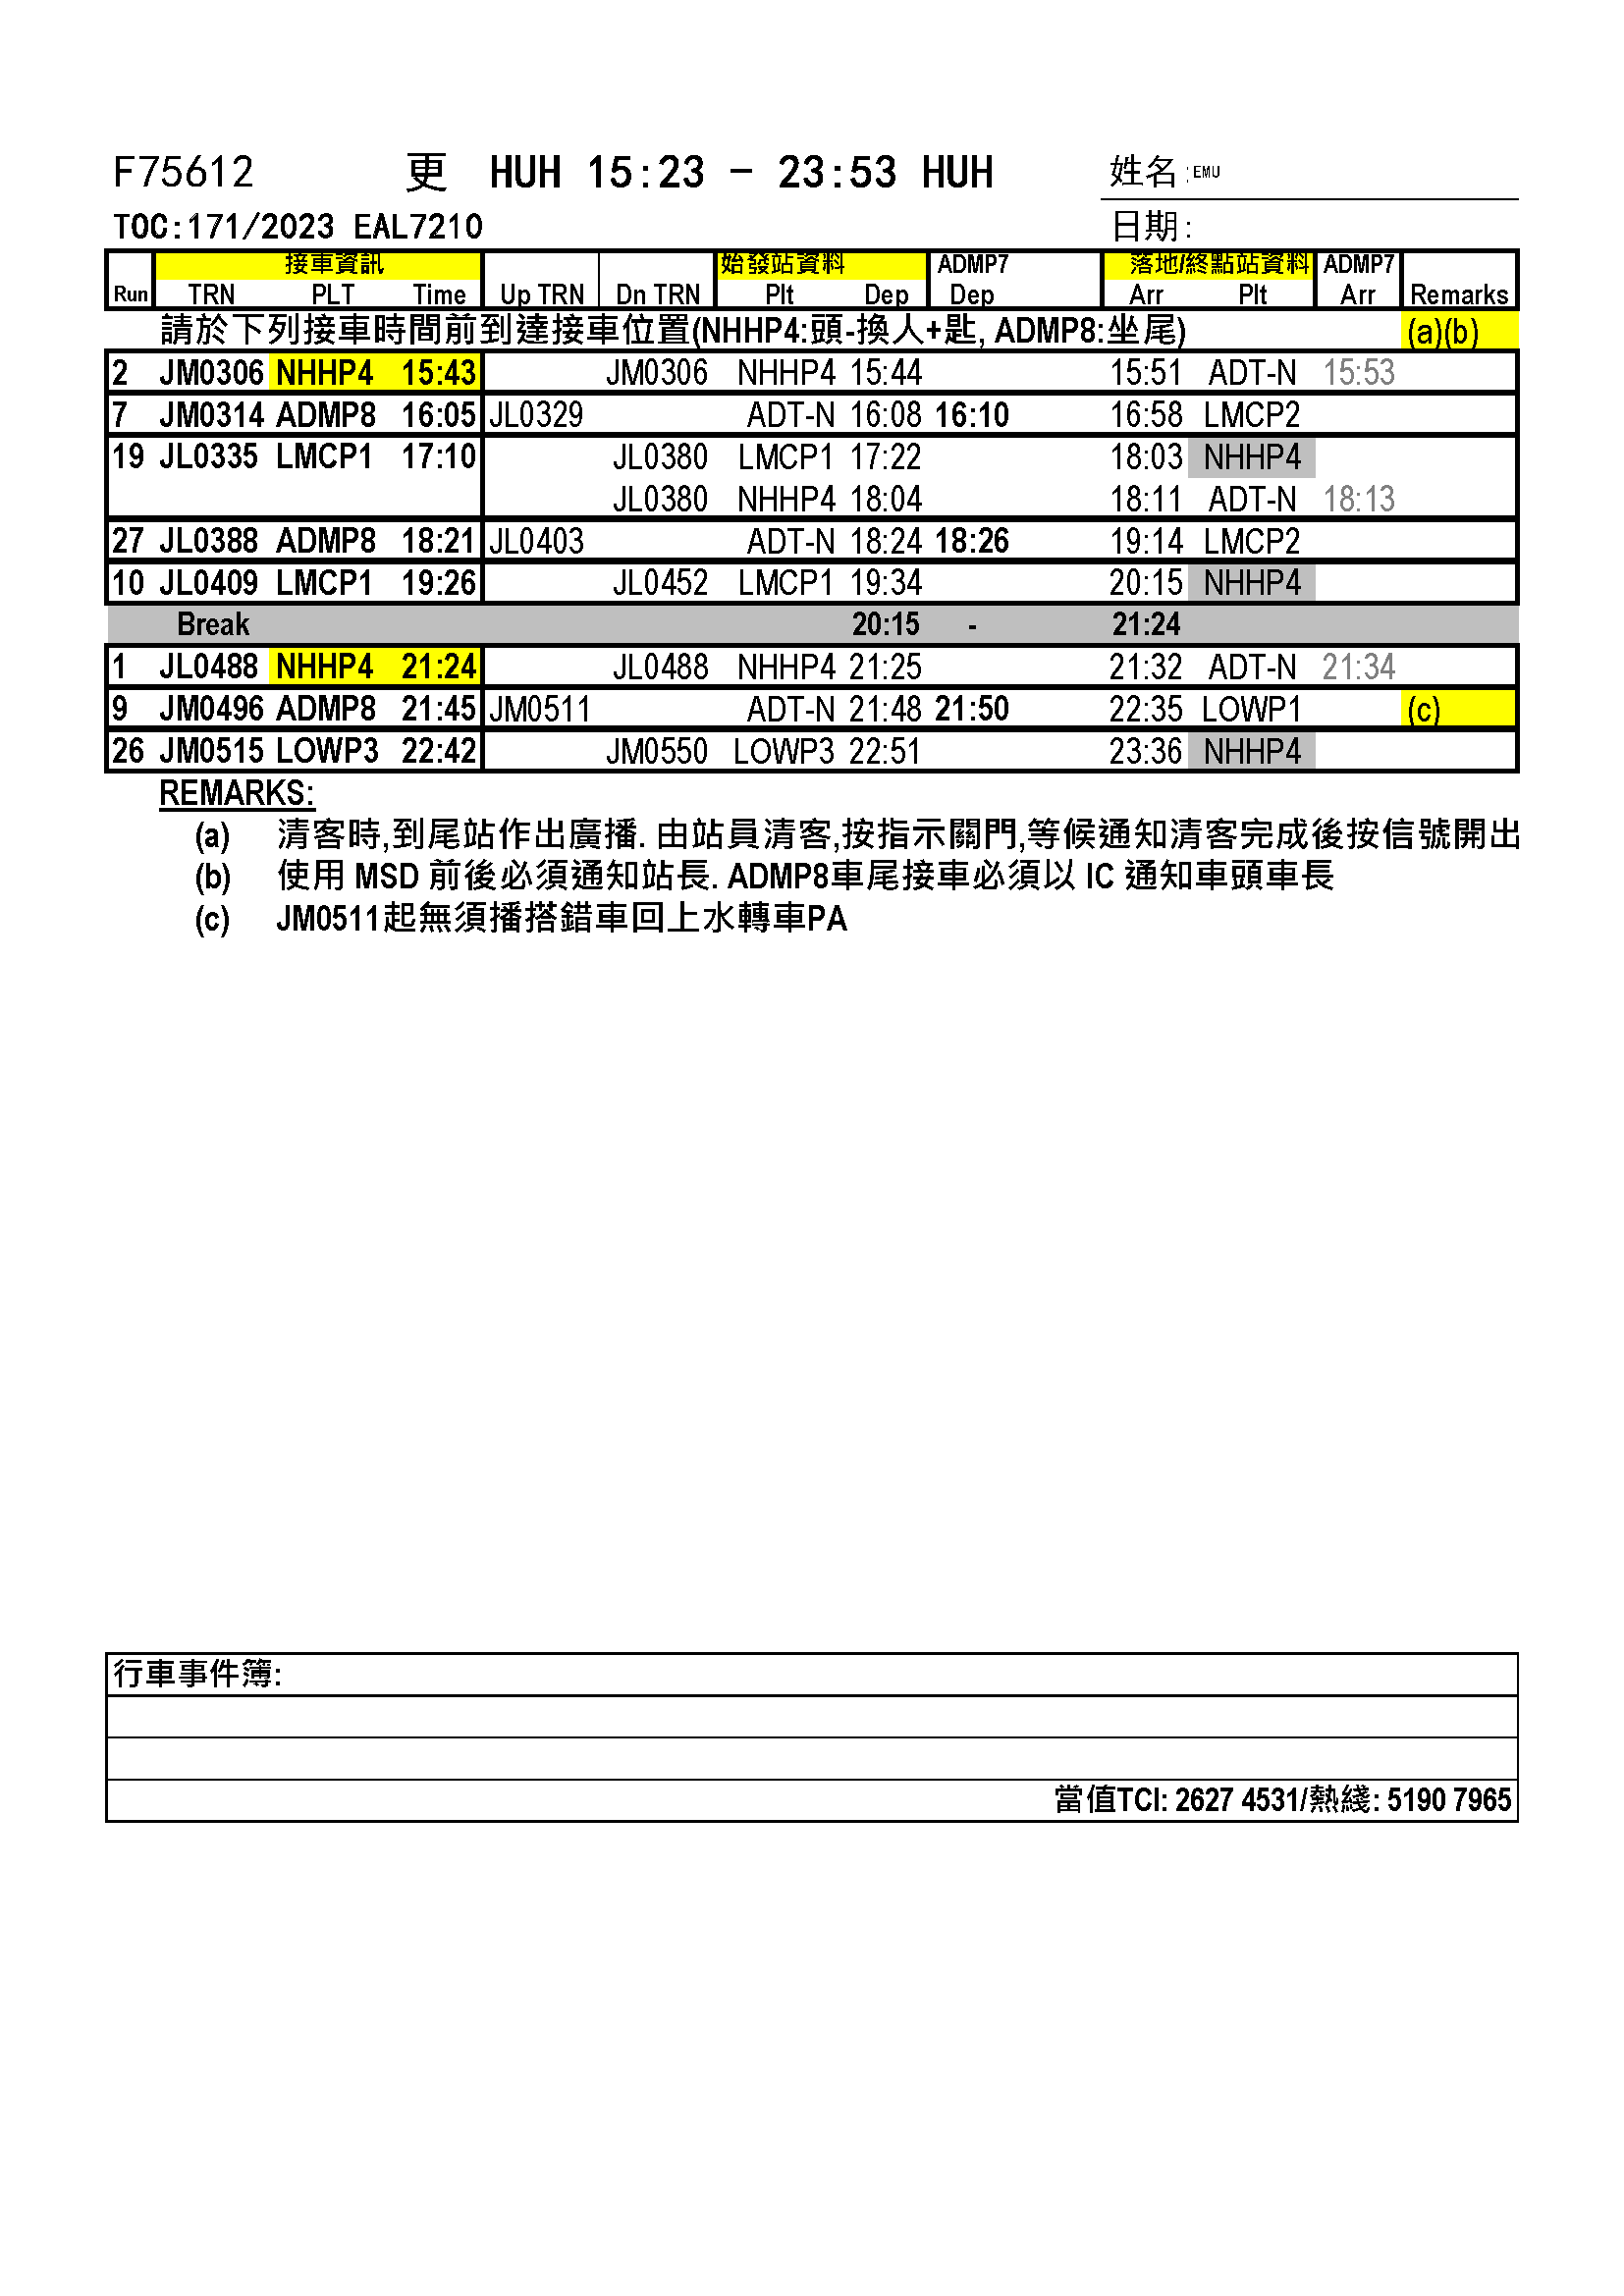 F75612 更 HUH 15:23 - 23:53 HUH 姓名:EMU
TOC:171/2023 EAL7210 日期:
接車資訊 始發站資料 ADMP7 落地/終點站資料 ADMP7
Run TRN PLT Time Up TRN Dn TRN Plt Dep Dep Arr Plt Arr Remarks
請於下列接車時間前到達接車位置(NHHP4:頭-換人+匙, ADMP8:坐尾) (a)(b)
2 JM0306 NHHP4 15:43 JM0306 NHHP4 15:44 15:51 ADT-N 15:53
7 JM0314 ADMP8 16:05 JL0329 ADT-N 16:08 16:10 16:58 LMCP2
19 JL0335 LMCP1 17:10 JL0380 LMCP1 17:22 18:03 NHHP4
JL0380 NHHP4 18:04 18:11 ADT-N 18:13
27 JL0388 ADMP8 18:21 JL0403 ADT-N 18:24 18:26 19:14 LMCP2
10 JL0409 LMCP1 19:26 JL0452 LMCP1 19:34 20:15 NHHP4
Break 20:15 - 21:24
1 JL0488 NHHP4 21:24 JL0488 NHHP4 21:25 21:32 ADT-N 21:34
9 JM0496 ADMP8 21:45 JM0511 ADT-N 21:48 21:50 22:35 LOWP1 (c)
26 JM0515 LOWP3 22:42 JM0550 LOWP3 22:51 23:36 NHHP4
REMARKS:
(a) 清客時,到尾站作出廣播. 由站員清客,按指示關門,等候通知清客完成後按信號開出
(b) 使用 MSD 前後必須通知站長. ADMP8車尾接車必須以 IC 通知車頭車長
(c) JM0511起無須播搭錯車回上水轉車PA
行車事件簿:
當值TCI: 2627 4531/熱綫: 5190 7965